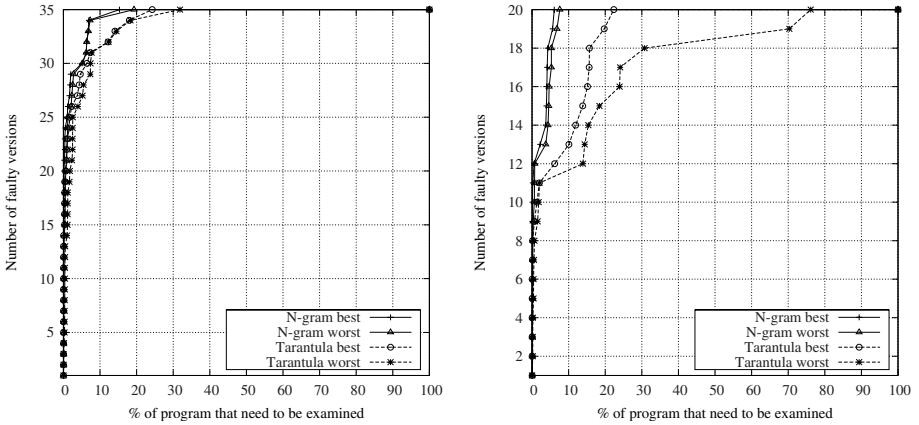 35
30
25
20
15
10
5
Number of faulty versions
N-gram best
N-gram worst
Tarantula best
Tarantula worst
0 10 20 30 40 50 60 70 80 90 100
% of program that need to be examined
20
18
16
14
12
10
8
6
4
2
Number of faulty versions
N-gram best
N-gram worst
Tarantula best
Tarantula worst
0 10 20 30 40 50 60 70 80 90 100
% of program that need to be examined